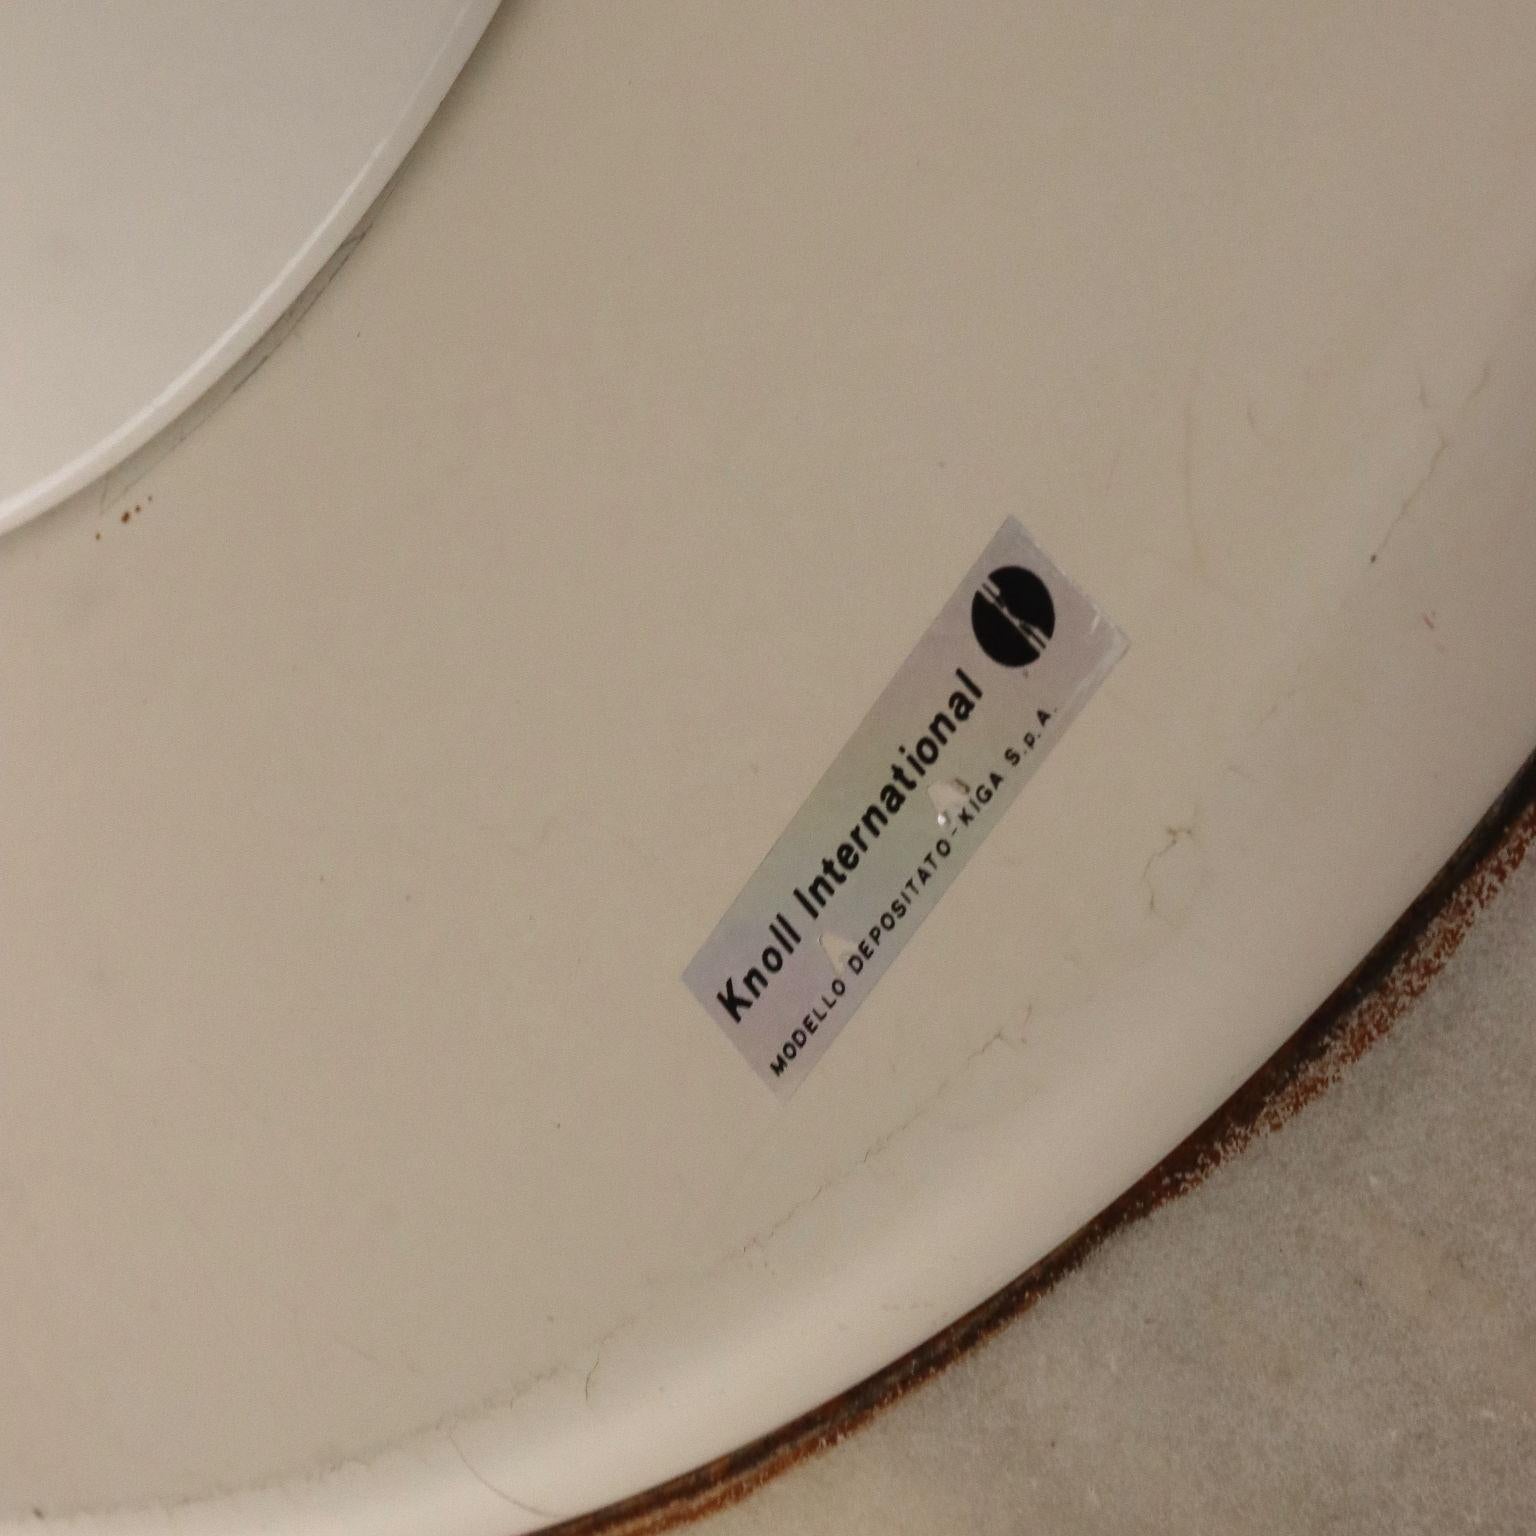 Knoll International
MODELLO DEPOSITATO - KIGA S.p.A.